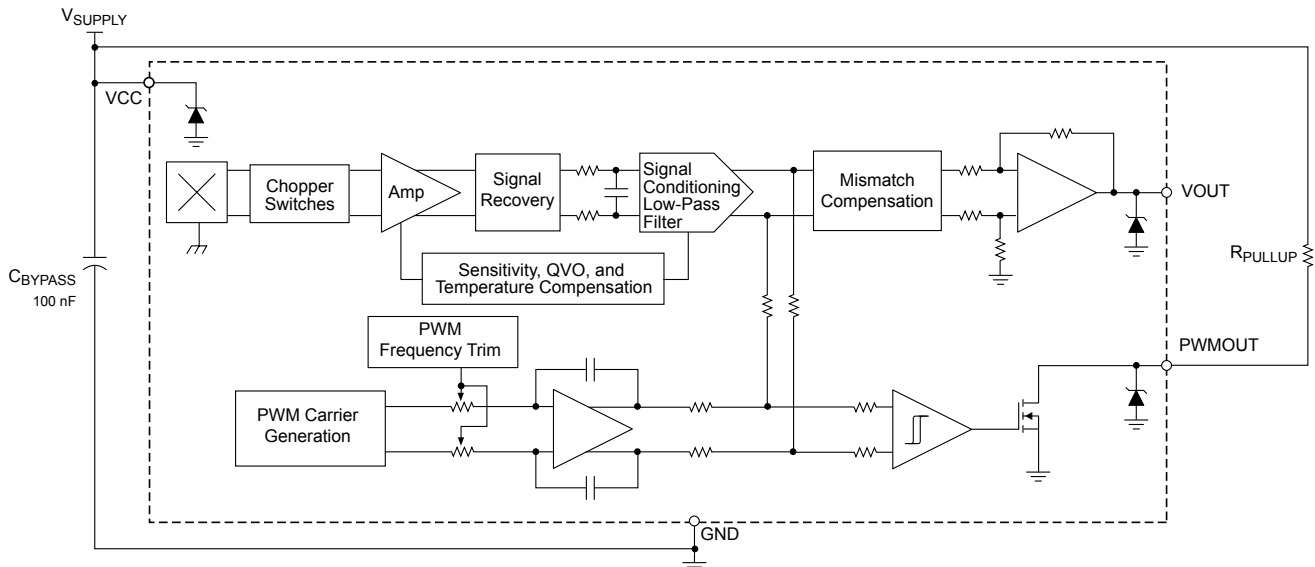 VSUPPLY
VCC
Chopper
Switches
Amp
Signal
Recovery
Signal
Conditioning
Low-Pass
Filter
Mismatch
Compensation
VOUT
CBYPASS
100 nF
Sensitivity, QVO, and
Temperature Compensation
RPULLUP
PWM
Frequency Trim
PWMOUT
PWM Carrier
Generation
GND